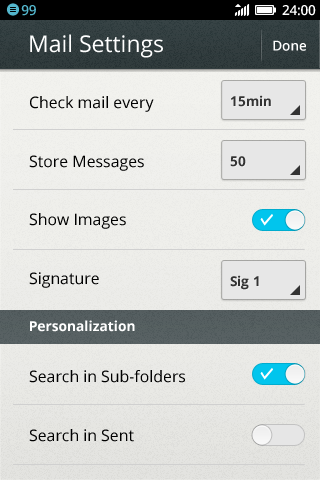 99 24:00
Mail Settings Done
Check mail every 15min
Store Messages 50
Show Images
Signature Sig 1
Personalization
Search in Sub-folders
Search in Sent